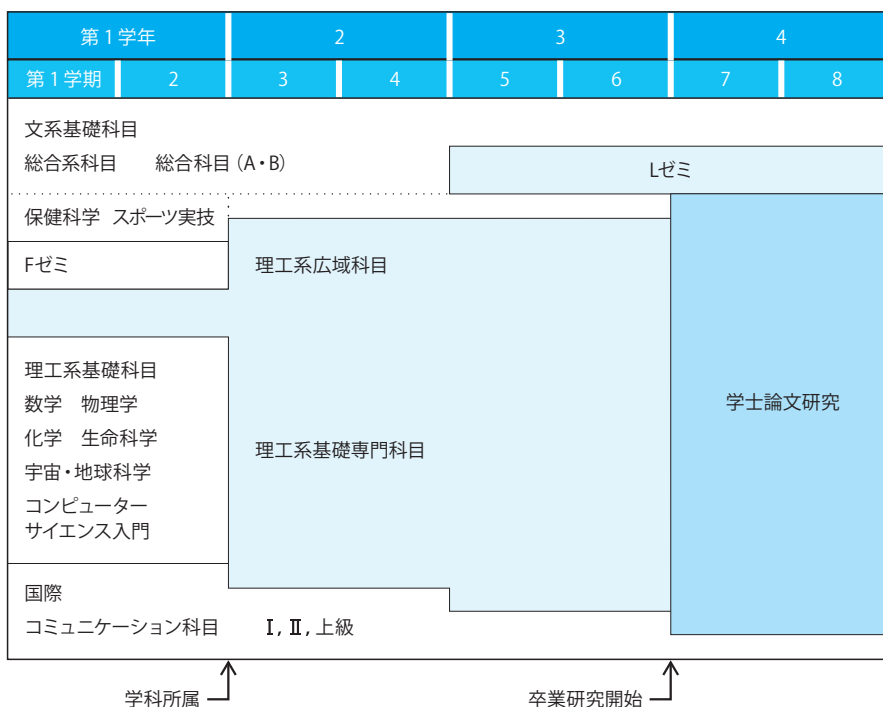 第1学年 2 3 4
第1学期 2 3 4 5 6 7 8
文系基礎科目
総合系科目 総合科目(A・B)
Lゼミ
保健科学 スポーツ実技
Fゼミ
理工系広域科目
理工系基礎科目
数学 物理学
化学 生命科学
宇宙・地球科学
コンピューター
サイエンス入門
理工系基礎専門科目
学士論文研究
国際
コミュニケーション科目 Ⅰ, Ⅱ, 上級
学科所属
卒業研究開始